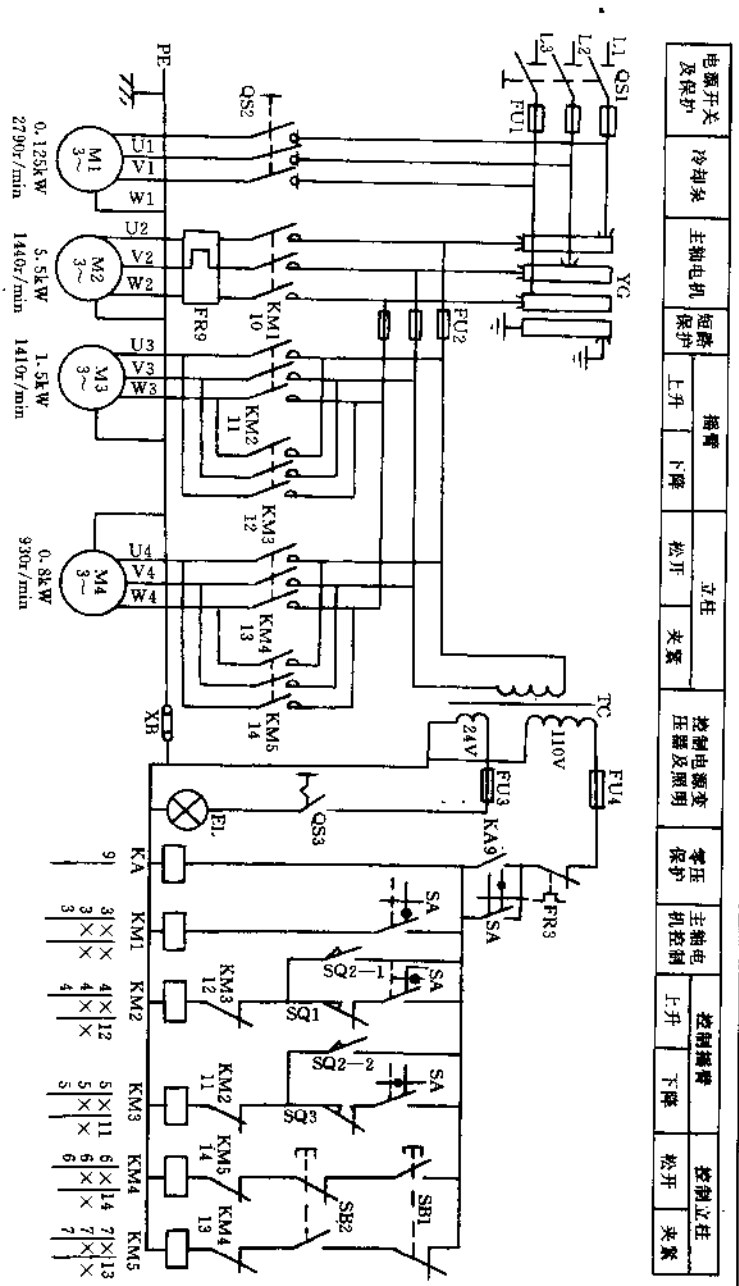 电源开关
及保护
冷却泵
主轴电机
短路
保护
摇臂
上升
下降
立柱
松开
夹紧
控制电源变
压器及照明
零压
保护
主轴电
机控制
控制摇臂
上升
下降
控制立柱
松开
夹紧
L1
L2
L3
QS1
FU1
YG
FU2
TC
110V
24V
FU4
FU3
PE
QS2
U1
V1
W1
M1
3~
0.125kW
2790r/min
U2
V2
W2
M2
3~
5.5kW
1440r/min
FR9
KM1
10
U3
V3
W3
M3
3~
1.5kW
1410r/min
KM2
11
KM3
12
U4
V4
W4
M4
3~
0.8kW
930r/min
KM4
13
KM5
14
XB
EL
QS3
KA9
SA
FR3
SA
SQ2—1
SA
SQ1
KM3
12
SQ2—2
SA
SQ3
KM2
11
SB1
SB2
KM5
14
KM4
13
KA
KM1
KM2
KM3
KM4
KM5
9
3 ×
3 ×
3
4 × 12
4 × ×
4
5 × 11
5 × ×
5
6 × 14
6 × ×
6
7 × 13
7 × ×
7